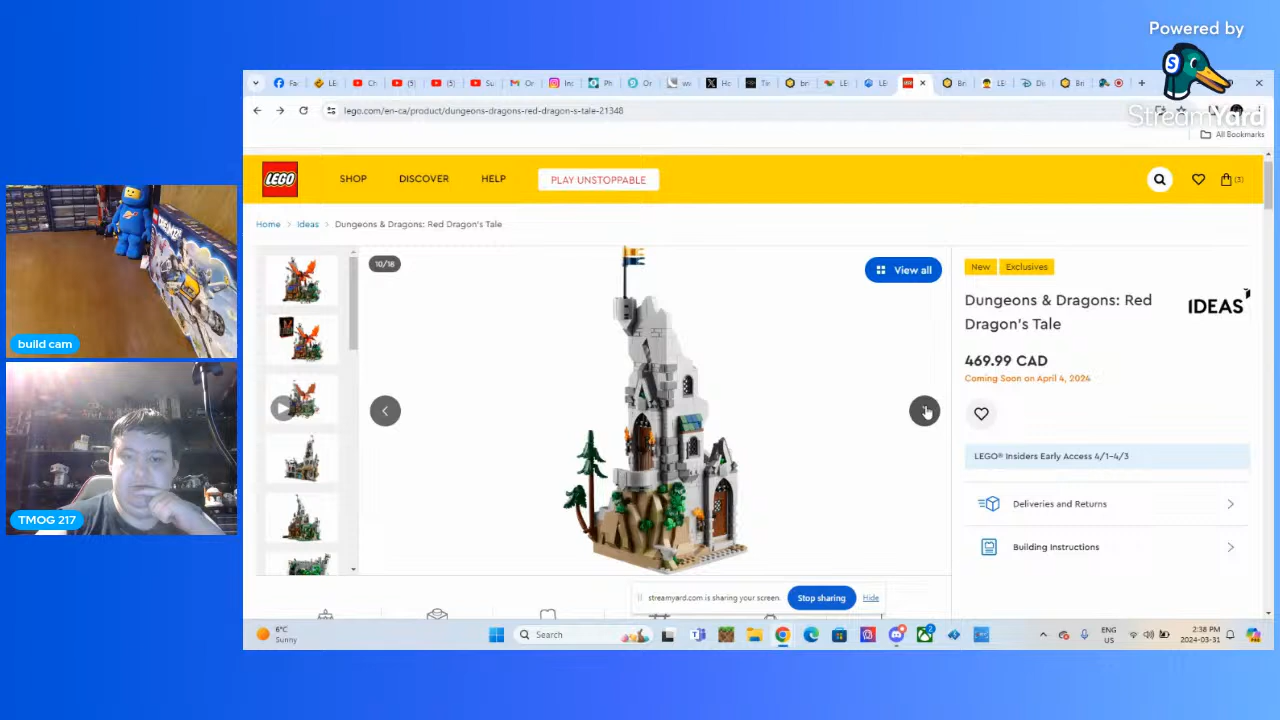 Powered by
StreamYard
lego.com/en-ca/product/dungeons-dragons-red-dragon-s-tale-21348
All Bookmarks
LEGO
SHOP
DISCOVER
HELP
PLAY UNSTOPPABLE
(3)
Home > Ideas > Dungeons & Dragons: Red Dragon's Tale
10/18
View all
New
Exclusives
Dungeons & Dragons: Red
Dragon's Tale
IDEAS
469.99 CAD
Coming Soon on April 4, 2024
LEGO® Insiders Early Access 4/1-4/3
Deliveries and Returns
Building Instructions
build cam
TMOG 217
streamyard.com is sharing your screen.
Stop sharing
Hide
6°C
Sunny
Search
ENG
US
2:38 PM
2024-03-31